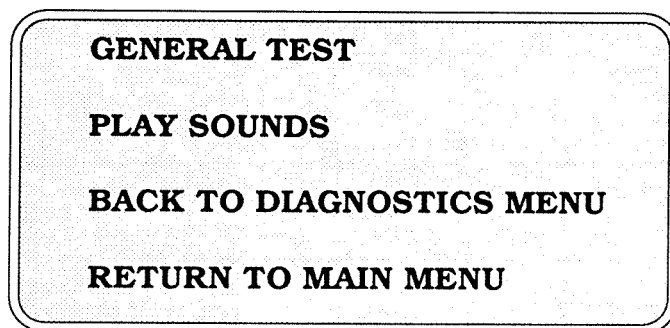 GENERAL TEST
PLAY SOUNDS
BACK TO DIAGNOSTICS MENU
RETURN TO MAIN MENU